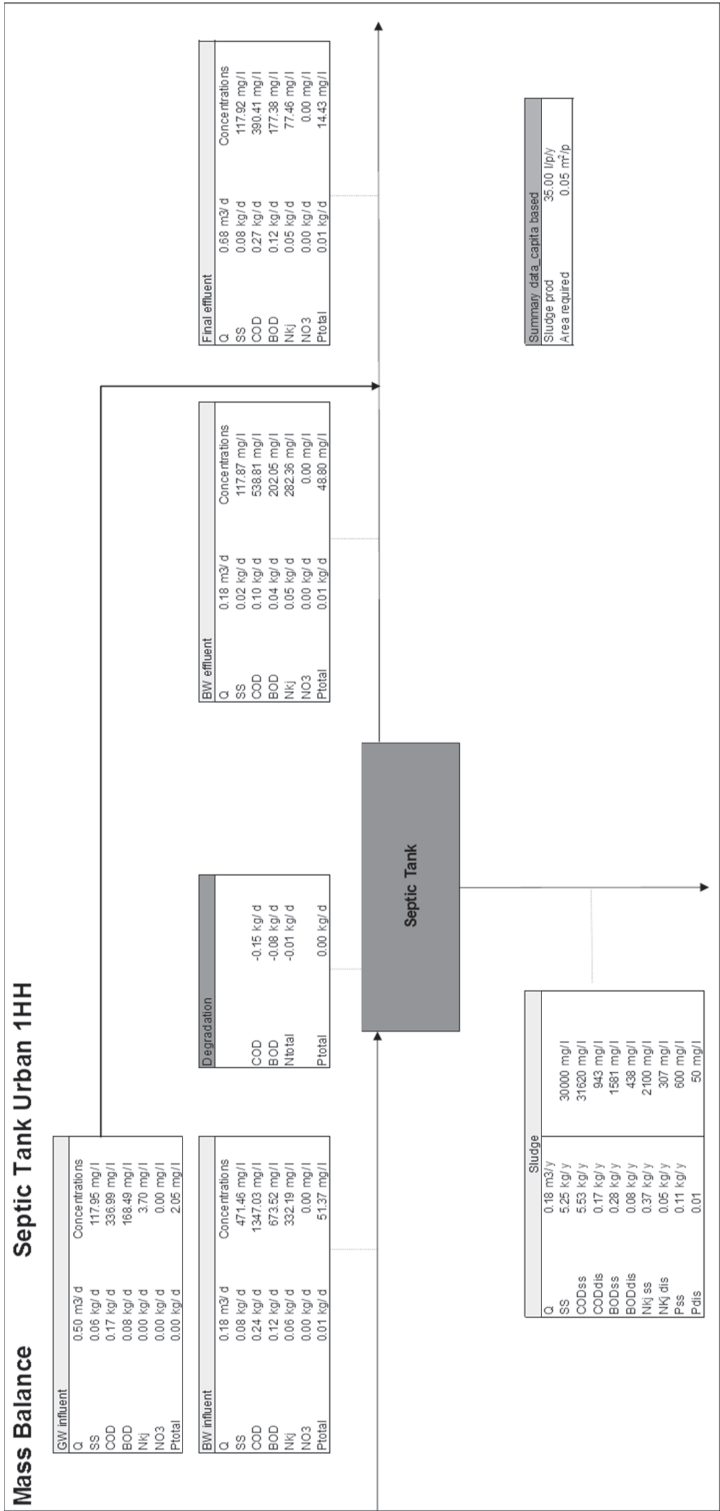 Mass Balance Septic Tank Urban 1HH
GW influent
Q 0.50 m3/ d Concentrations
SS 0.06 kg/ d 117.95 mg/l
COD 0.17 kg/ d 336.99 mg/l
BOD 0.08 kg/ d 168.49 mg/l
Nkj 0.00 kg/ d 3.70 mg/l
NO3 0.00 kg/ d 0.00 mg/l
Ptotal 0.00 kg/ d 2.05 mg/l
BW influent
Q 0.18 m3/ d Concentrations
SS 0.08 kg/ d 471.46 mg/l
COD 0.24 kg/ d 1347.03 mg/l
BOD 0.12 kg/ d 673.52 mg/l
Nkj 0.06 kg/ d 332.19 mg/l
NO3 0.00 kg/ d 0.00 mg/l
Ptotal 0.01 kg/ d 51.37 mg/l
Degradation
COD -0.15 kg/ d
BOD -0.08 kg/ d
Ntotal -0.01 kg/ d
Ptotal 0.00 kg/ d
BW effluent
Q 0.18 m3/ d Concentrations
SS 0.02 kg/ d 117.87 mg/l
COD 0.10 kg/ d 538.81 mg/l
BOD 0.04 kg/ d 202.05 mg/l
Nkj 0.05 kg/ d 282.36 mg/l
NO3 0.00 kg/ d 0.00 mg/l
Ptotal 0.01 kg/ d 48.80 mg/l
Final effluent
Q 0.68 m3/ d Concentrations
SS 0.08 kg/ d 117.92 mg/l
COD 0.27 kg/ d 390.41 mg/l
BOD 0.12 kg/ d 177.38 mg/l
Nkj 0.05 kg/ d 77.46 mg/l
NO3 0.00 kg/ d 0.00 mg/l
Ptotal 0.01 kg/ d 14.43 mg/l
Septic Tank
Sludge
Q 0.18 m3/y
SS 5.25 kg/y 30000 mg/l
CODss 5.53 kg/y 31620 mg/l
CODdis 0.17 kg/y 943 mg/l
BODss 0.28 kg/y 1581 mg/l
BODdis 0.08 kg/y 438 mg/l
Nkj ss 0.37 kg/y 2100 mg/l
NKj dis 0.05 kg/y 307 mg/l
Pss 0.11 kg/y 600 mg/l
Pdis 0.01 50 mg/l
Summary data_capita based
Sludge prod 35.00 l/p/y
Area required 0.05 m²/p